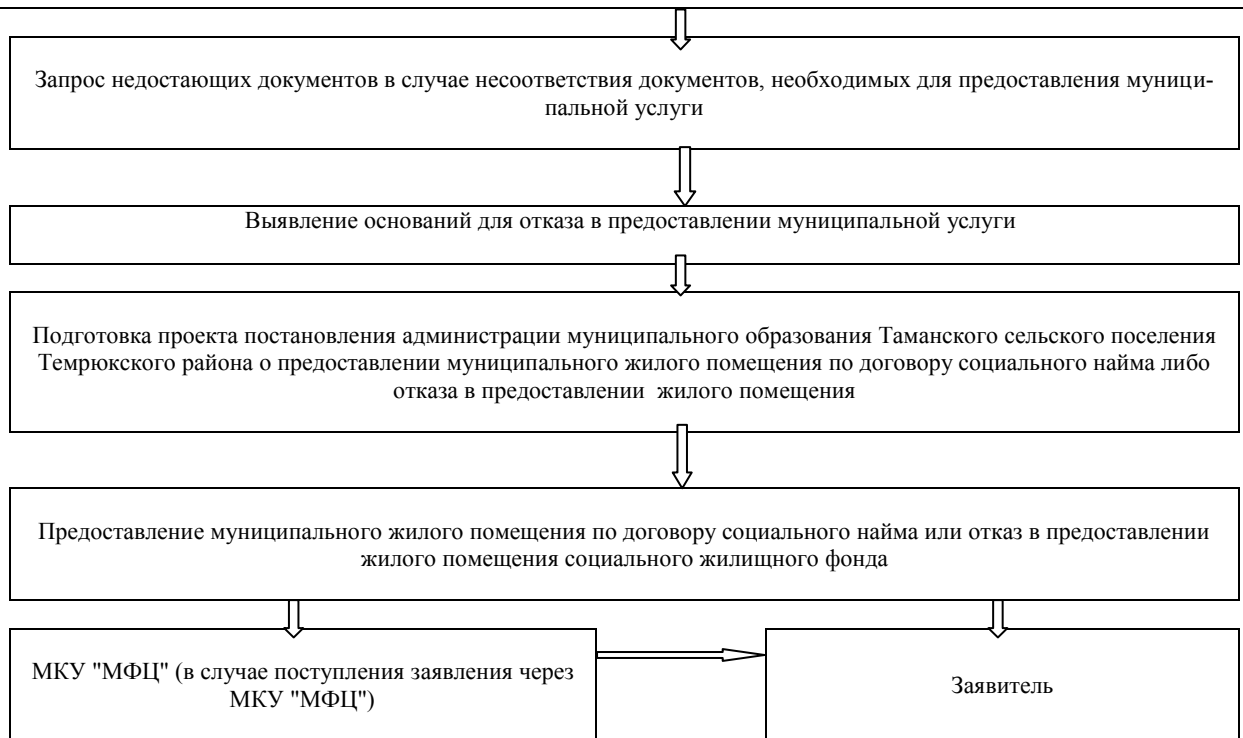 Запрос недостающих документов в случае несоответствия документов, необходимых для предоставления муници-
пальной услуги
Выявление оснований для отказа в предоставлении муниципальной услуги
Подготовка проекта постановления администрации муниципального образования Таманского сельского поселения
Темрюкского района о предоставлении муниципального жилого помещения по договору социального найма либо
отказа в предоставлении жилого помещения
Предоставление муниципального жилого помещения по договору социального найма или отказ в предоставлении
жилого помещения социального жилищного фонда
МКУ "МФЦ" (в случае поступления заявления через
МКУ "МФЦ")
Заявитель